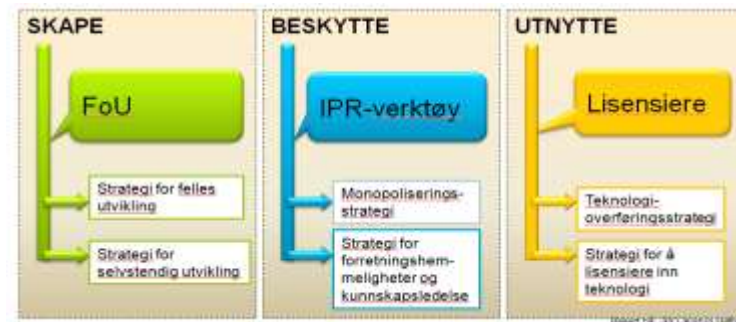 SKAPE
FoU
Strategi for felles
utvikling
Strategi for
selvstendig utvikling
BESKYTTE
IPR-verktøy
Monopoliserings-
strategi
Strategi for
forretningshem-
meligheter og
kunnskapsledelse
UTNYTTE
Lisensiere
Teknologi-
overføringsstrategi
Strategi for å
lisensiere inn
teknologi